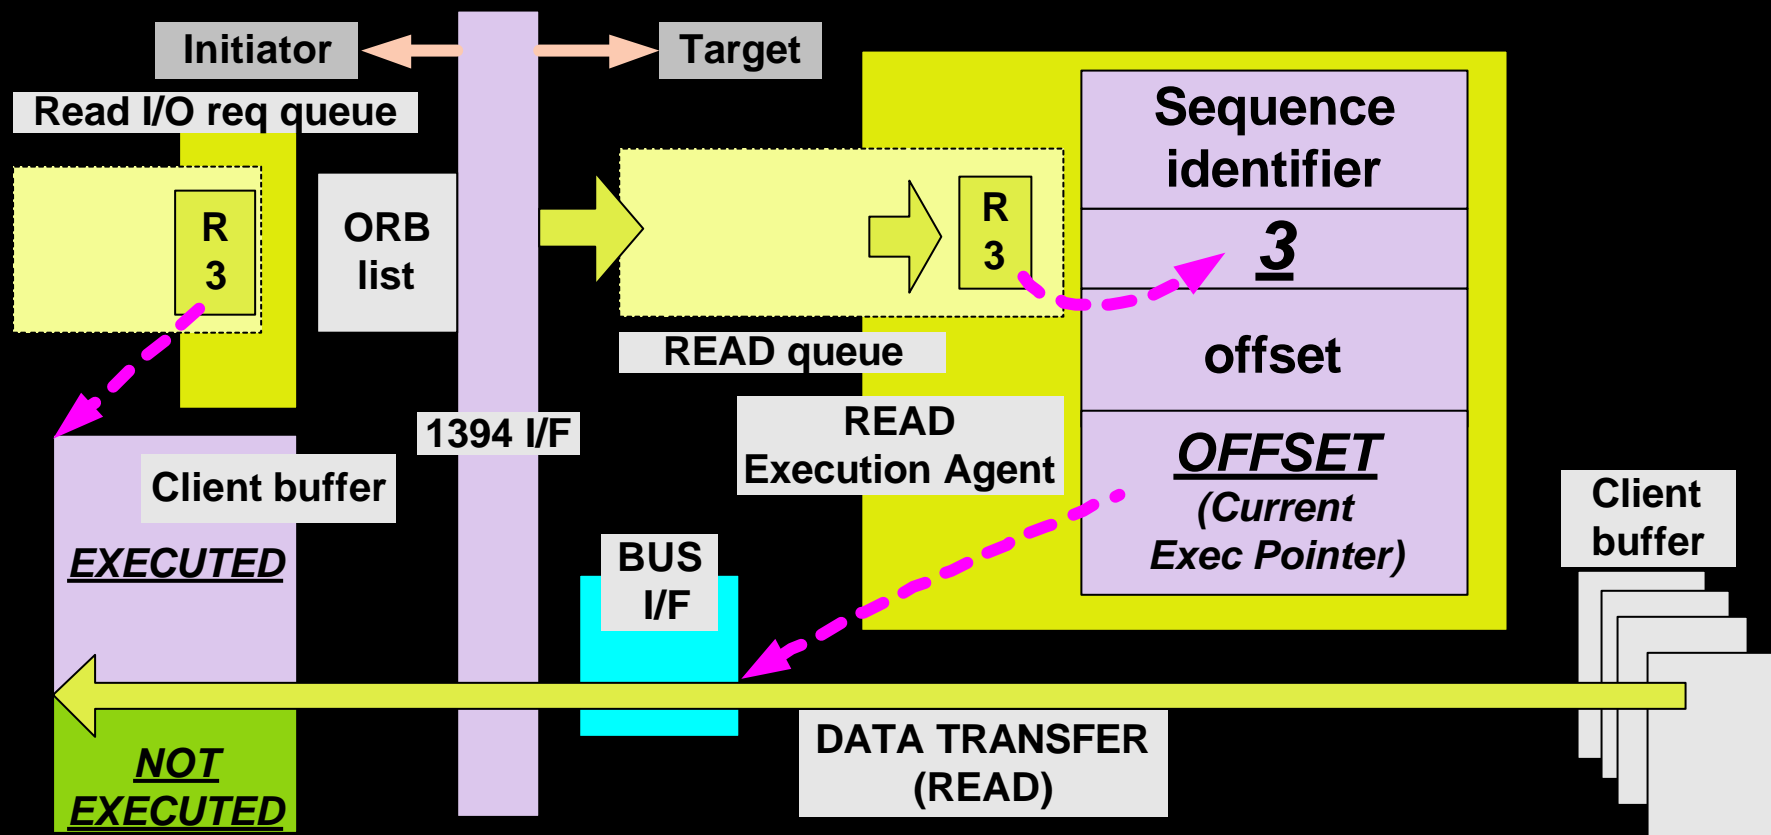 Initiator
Target
Read I/O req queue
R
3
ORB
list
R
3
READ queue
Sequence
identifier
3
offset
OFFSET
(Current
Exec Pointer)
1394 I/F
READ
Execution Agent
Client buffer
EXECUTED
NOT
EXECUTED
BUS
I/F
Client
buffer
DATA TRANSFER
(READ)